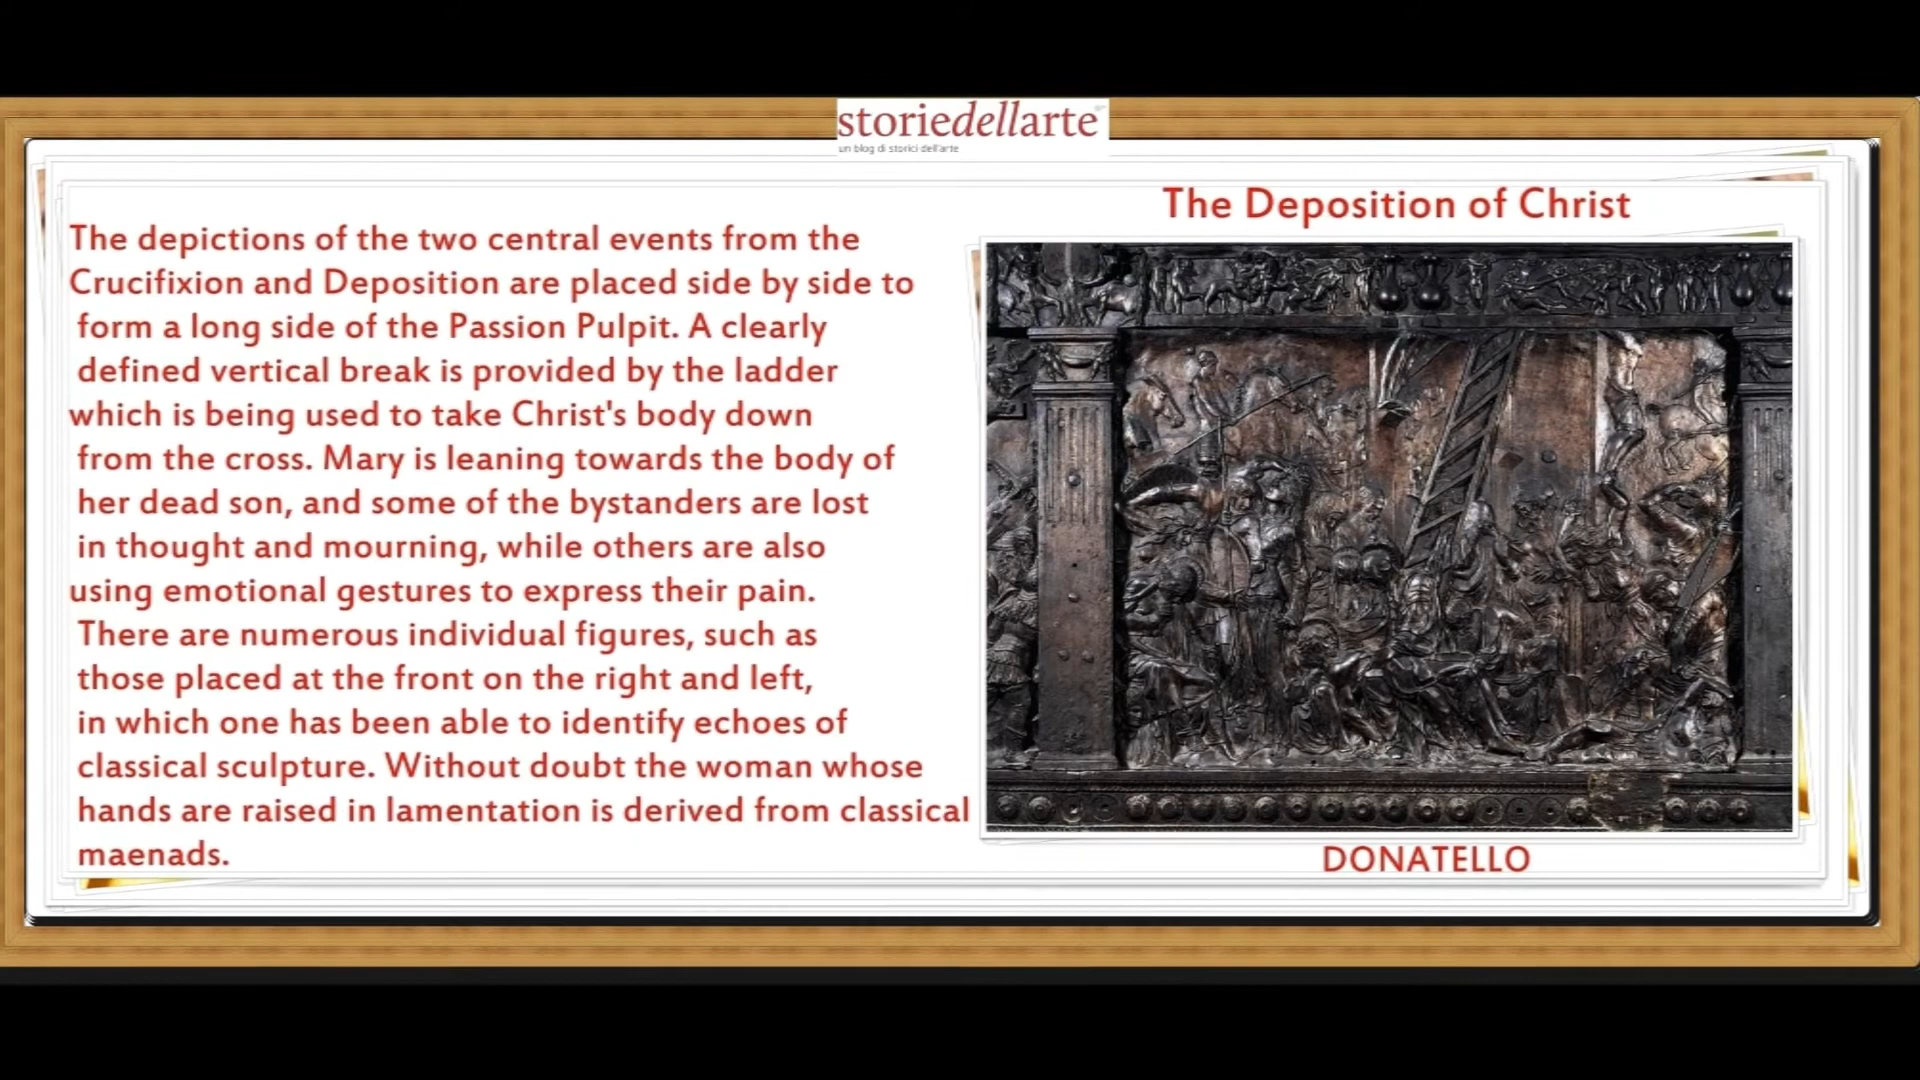 storiedellarte
un blog di storici dell'arte
The Deposition of Christ
The depictions of the two central events from the
Crucifixion and Deposition are placed side by side to
form a long side of the Passion Pulpit. A clearly
defined vertical break is provided by the ladder
which is being used to take Christ's body down
from the cross. Mary is leaning towards the body of
her dead son, and some of the bystanders are lost
in thought and mourning, while others are also
using emotional gestures to express their pain.
There are numerous individual figures, such as
those placed at the front on the right and left,
in which one has been able to identify echoes of
classical sculpture. Without doubt the woman whose
hands are raised in lamentation is derived from classical
maenads.
DONATELLO